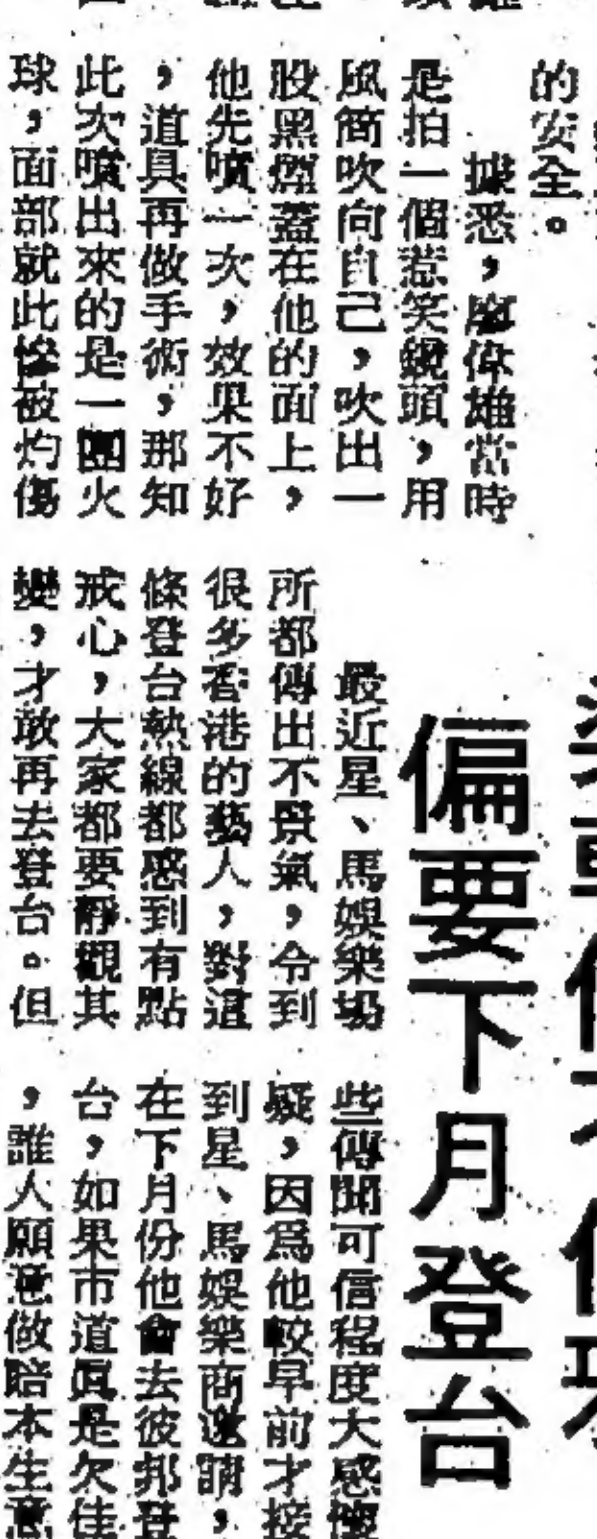 的安全。
據悉，廖偉雄當時
是拍一個惹笑鏡頭，用
風筒吹向自己，吹出一
股黑煙蓋在他的面上，
他先噴一次，效果不好
，道具再做手術，那知
此次噴出來的是一團火
球，面部就此慘被灼傷
偏要下月登台
最近星、馬娛樂場
所都傳出不景氣，令到
很多香港的藝人，對這
條登台熱線都感到有點
戒心，大家都要靜觀其
變，才敢再去登台。但
些傳聞可信程度大感懷
疑，因爲他較早前才接
到星、馬娛樂商邀請，
在下月份他會去彼邦登
台，如果市道眞是欠佳
，誰人願意做賠本生意